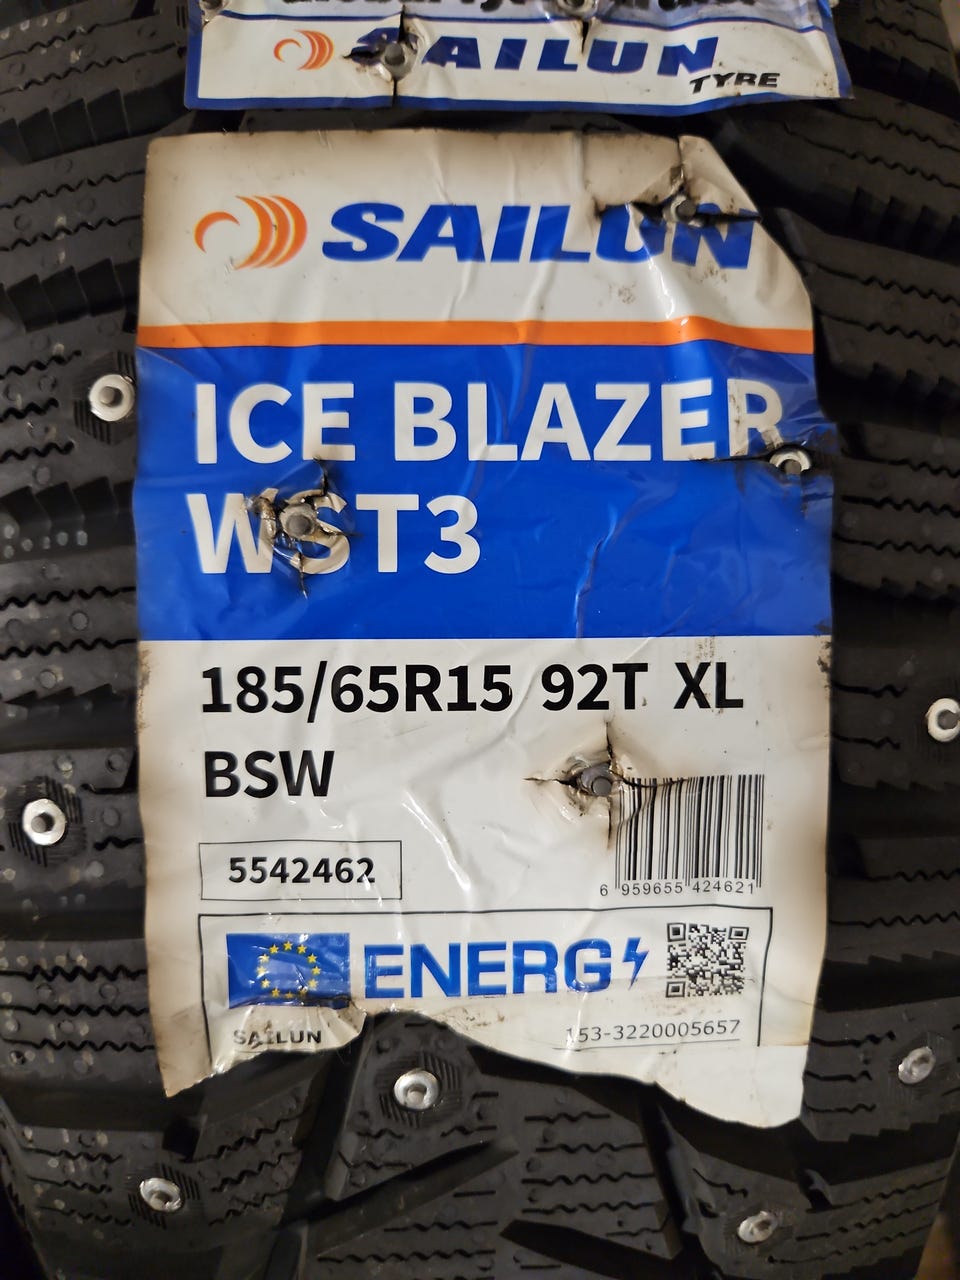 SAILUN
TYRE
SAILUN
ICE BLAZER
WST3
185/65R15 92T XL
BSW
5542462
6 959655 424621
ENERG
SAILUN
153-3220005657